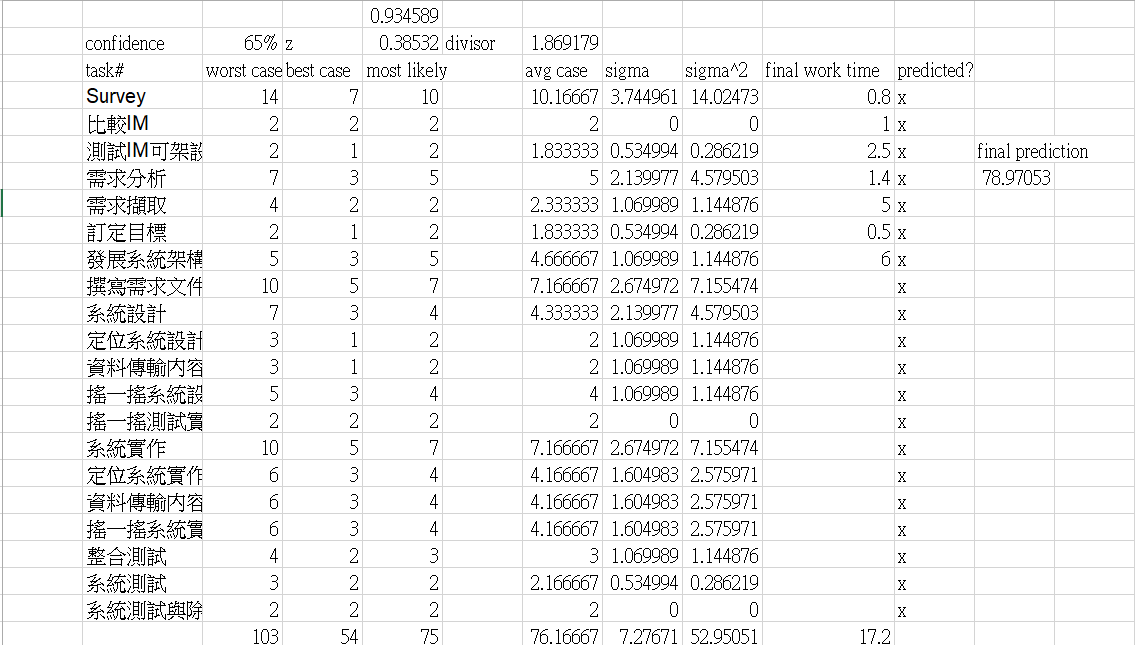 0.934589
confidence 65% z 0.38532 divisor 1.869179
task# worst case best case most likely avg case sigma sigma^2 final work time predicted?
Survey 14 7 10 10.16667 3.744961 14.02473 0.8 x
比較IM 2 2 2 2 0 0 1 x
測試IM可架設 2 1 2 1.833333 0.534994 0.286219 2.5 x final prediction
需求分析 7 3 5 5 2.139977 4.579503 1.4 x 78.97053
需求擷取 4 2 2 2.333333 1.069989 1.144876 5 x
訂定目標 2 1 2 1.833333 0.534994 0.286219 0.5 x
發展系統架構 5 3 5 4.666667 1.069989 1.144876 6 x
撰寫需求文件 10 5 7 7.166667 2.674972 7.155474 x
系統設計 7 3 4 4.333333 2.139977 4.579503 x
定位系統設計 3 1 2 2 1.069989 1.144876 x
資料傳輸內容 3 1 2 2 1.069989 1.144876 x
搖一搖系統設 5 3 4 4 1.069989 1.144876 x
搖一搖測試實 2 2 2 2 0 0 x
系統實作 10 5 7 7.166667 2.674972 7.155474 x
定位系統實作 6 3 4 4.166667 1.604983 2.575971 x
資料傳輸內容 6 3 4 4.166667 1.604983 2.575971 x
搖一搖系統實 6 3 4 4.166667 1.604983 2.575971 x
整合測試 4 2 3 3 1.069989 1.144876 x
系統測試 3 2 2 2.166667 0.534994 0.286219 x
系統測試與除 2 2 2 2 0 0 x
103 54 75 76.16667 7.27671 52.95051 17.2